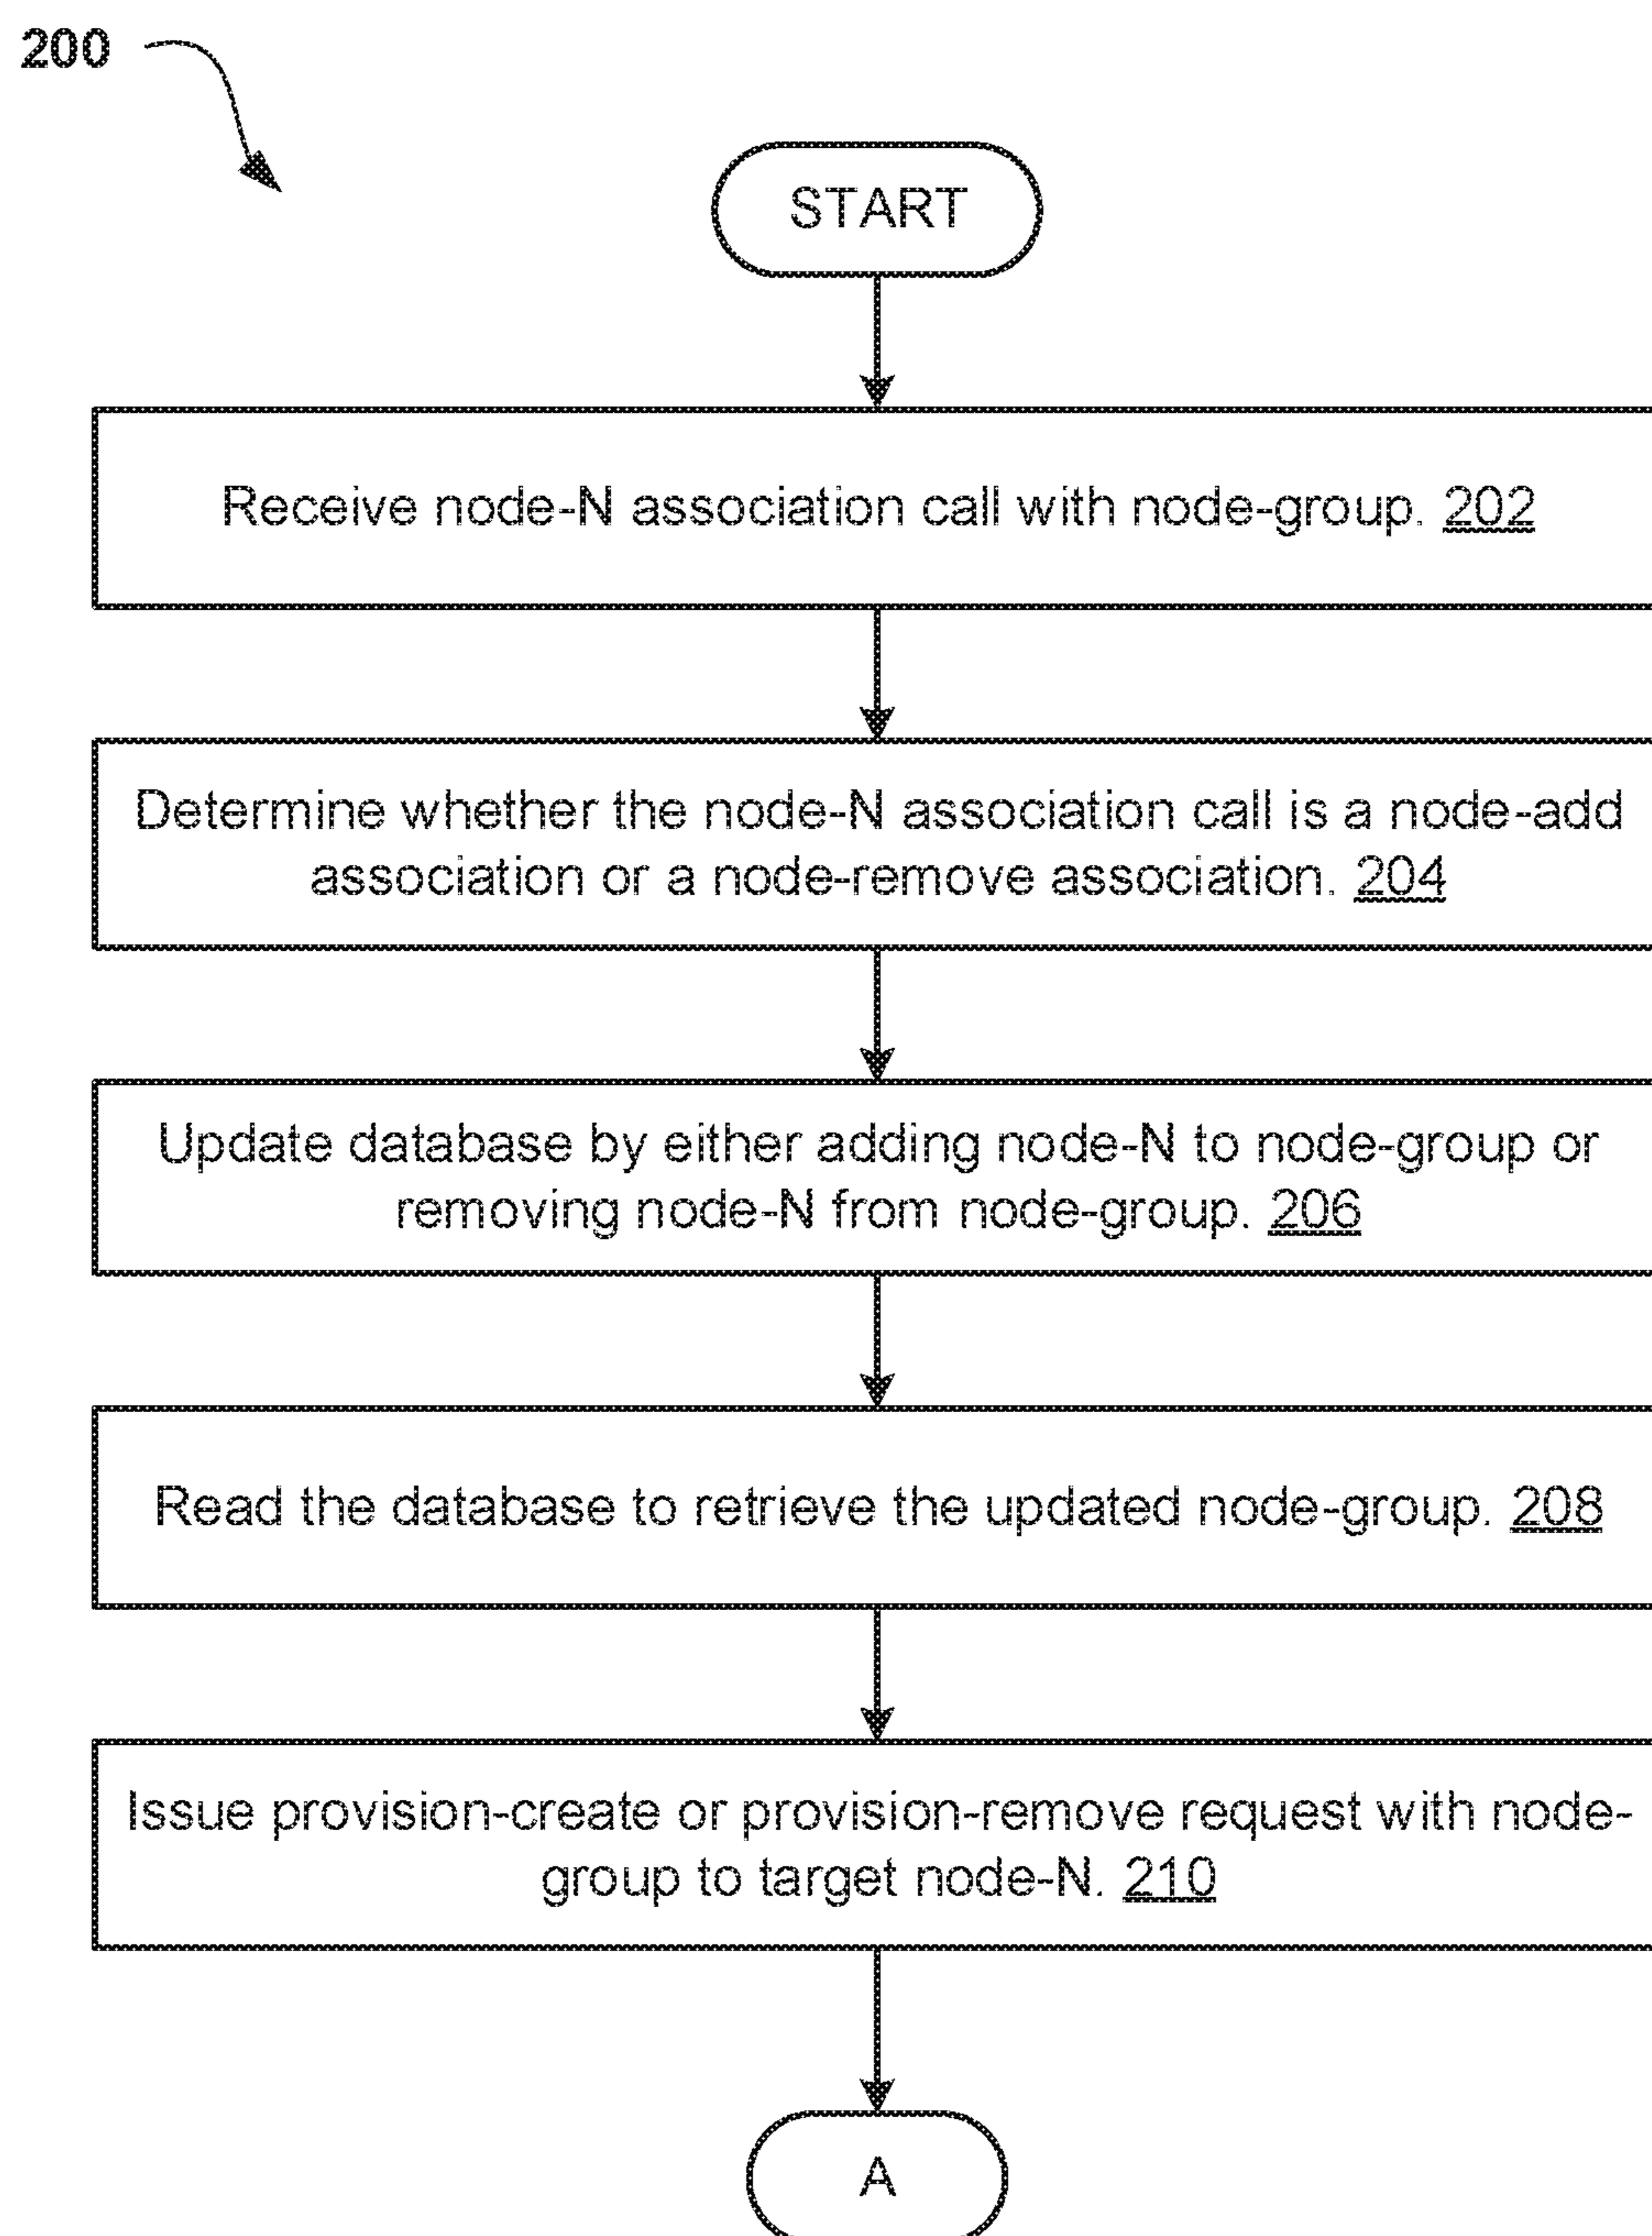 200
START
Receive node-N association call with node-group. 202
Determine whether the node-N association call is a node-add
association or a node-remove association. 204
Update database by either adding node-N to node-group or
removing node-N from node-group. 206
Read the database to retrieve the updated node-group. 208
Issue provision-create or provision-remove request with node-
group to target node-N. 210
A